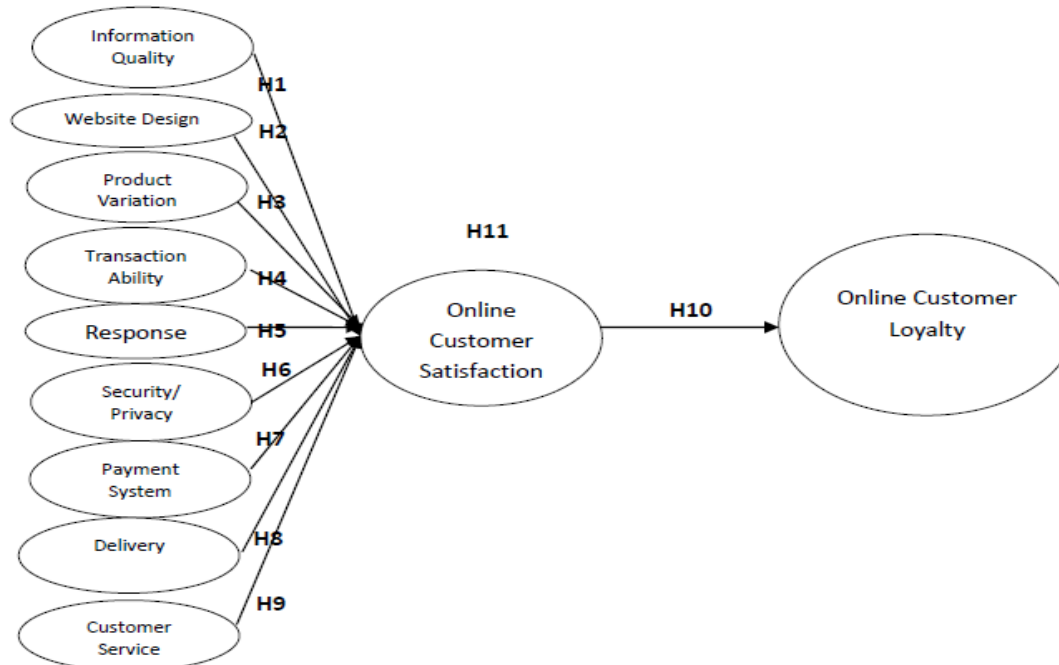 Information
Quality
H1
Website Design
H2
Product
Variation
H3
H11
Transaction
Ability
H4
Online
Customer
Satisfaction
H10
Online Customer
Loyalty
Response
H5
H6
Security/
Privacy
H7
Payment
System
Delivery
H8
H9
Customer
Service